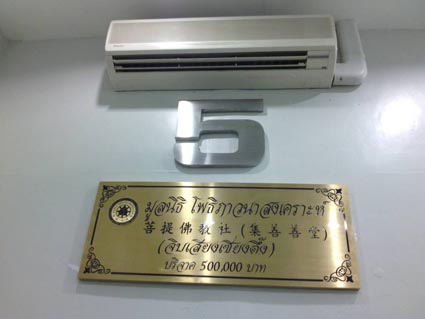 5
มูลนิธิ โพธิภาวนาสงเคราะห์
菩提佛教社(集善善堂)
(จิบเสียงเซี่ยงตึ๊ง)
บริจาค 500,000 บาท